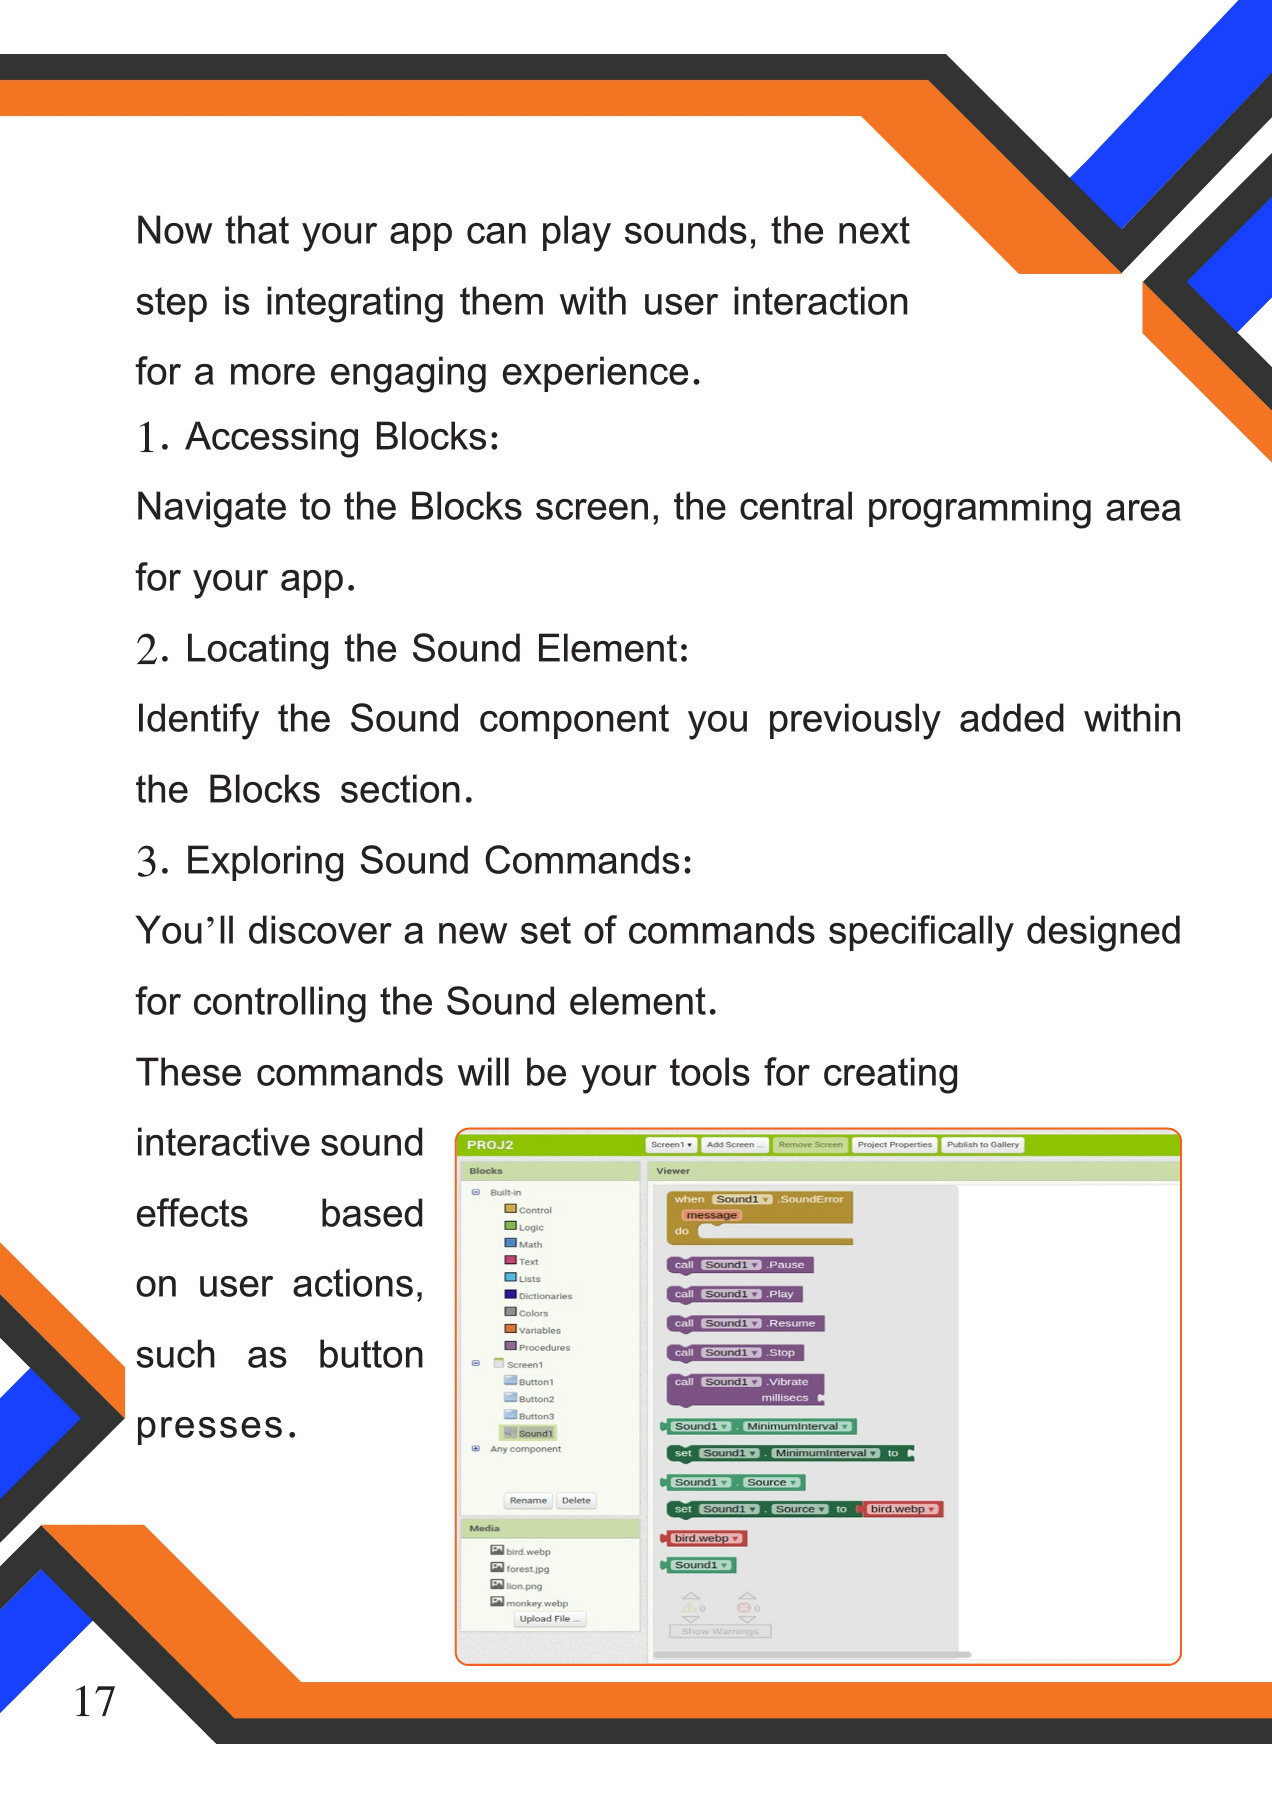 Now that your app can play sounds, the next
step is integrating them with user interaction
for a more engaging experience.
1. Accessing Blocks:
Navigate to the Blocks screen, the central programming area
for your app.
2. Locating the Sound Element:
Identify the Sound component you previously added within
the Blocks section.
3. Exploring Sound Commands:
You’ll discover a new set of commands specifically designed
for controlling the Sound element.
These commands will be your tools for creating
interactive sound
effects based
on user actions,
such as button
presses.
PROJ2
Screen1 ▾ Add Screen ... Remove Screen Project Properties Publish to Gallery
Blocks
Built-in
Control
Logic
Math
Text
Lists
Dictionaries
Colors
Variables
Procedures
Screen1
Button1
Button2
Button3
Sound1
Any component
Rename Delete
Media
bird.webp
forest.jpg
lion.png
monkey.webp
Upload File ...
Viewer
when Sound1 ▾ .SoundError
message
do
call Sound1 ▾ .Pause
call Sound1 ▾ .Play
call Sound1 ▾ .Resume
call Sound1 ▾ .Stop
call Sound1 ▾ .Vibrate
millisecs
Sound1 ▾ . MinimumInterval ▾
set Sound1 ▾ . MinimumInterval ▾ to
Sound1 ▾ . Source ▾
set Sound1 ▾ . Source ▾ to bird.webp ▾
bird.webp ▾
Sound1 ▾
0 0
Show Warnings
17